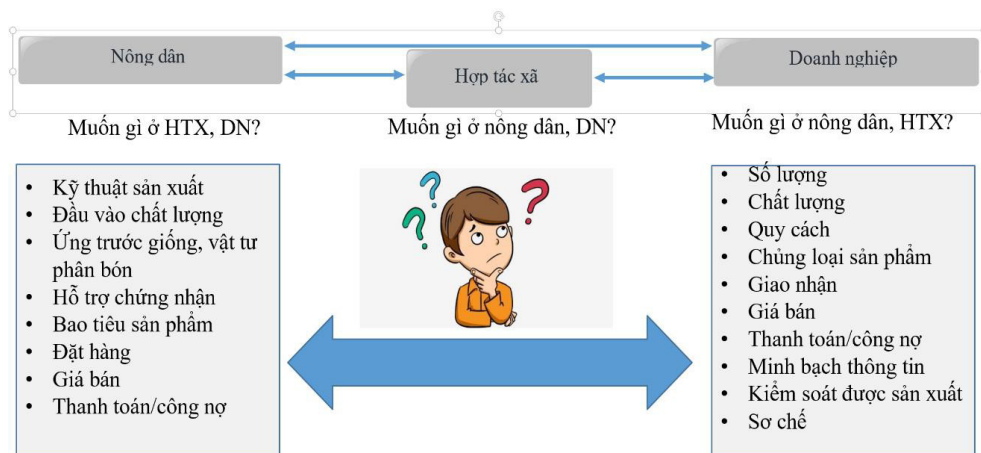 Nông dân
Hợp tác xã
Doanh nghiệp
Muốn gì ở HTX, DN?
Muốn gì ở nông dân, DN?
Muốn gì ở nông dân, HTX?
• Kỹ thuật sản xuất
• Đầu vào chất lượng
• Ứng trước giống, vật tư
phân bón
• Hỗ trợ chứng nhận
• Bao tiêu sản phẩm
• Đặt hàng
• Giá bán
• Thanh toán/công nợ
• Số lượng
• Chất lượng
• Quy cách
• Chủng loại sản phẩm
• Giao nhận
• Giá bán
• Thanh toán/công nợ
• Minh bạch thông tin
• Kiểm soát được sản xuất
• Sơ chế